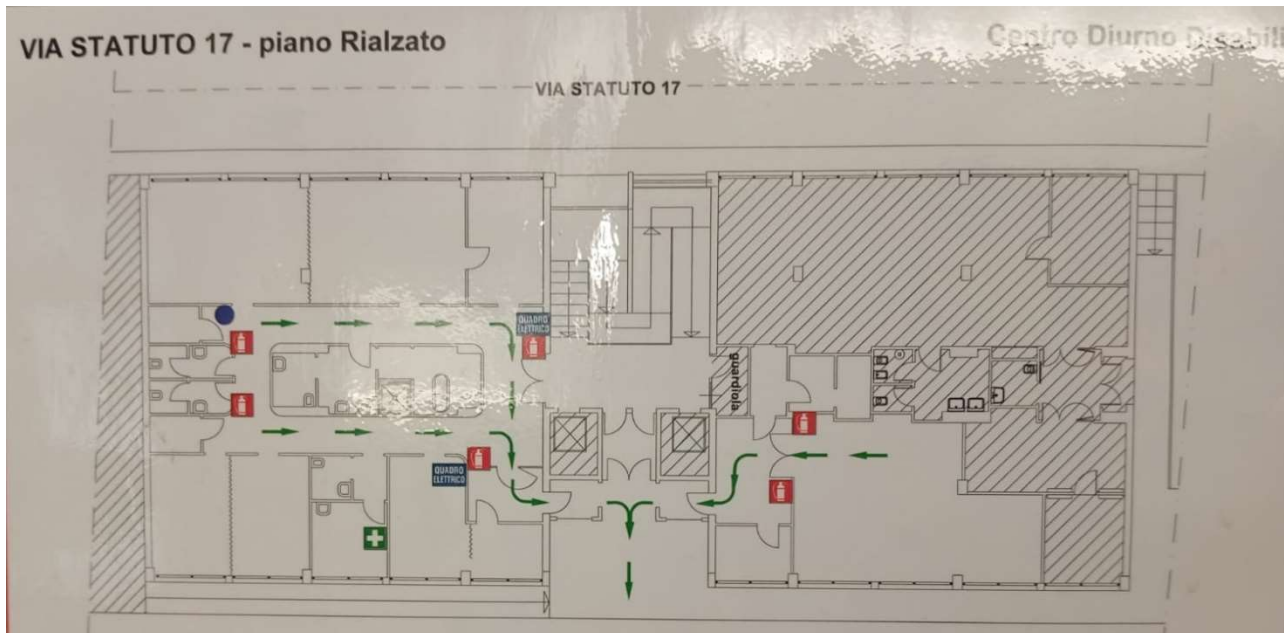 VIA STATUTO 17 - piano Rialzato
Centro Diurno Disabili
VIA STATUTO 17
QUADRO
ELETTRICO
guardiola
QUADRO
ELETTRICO